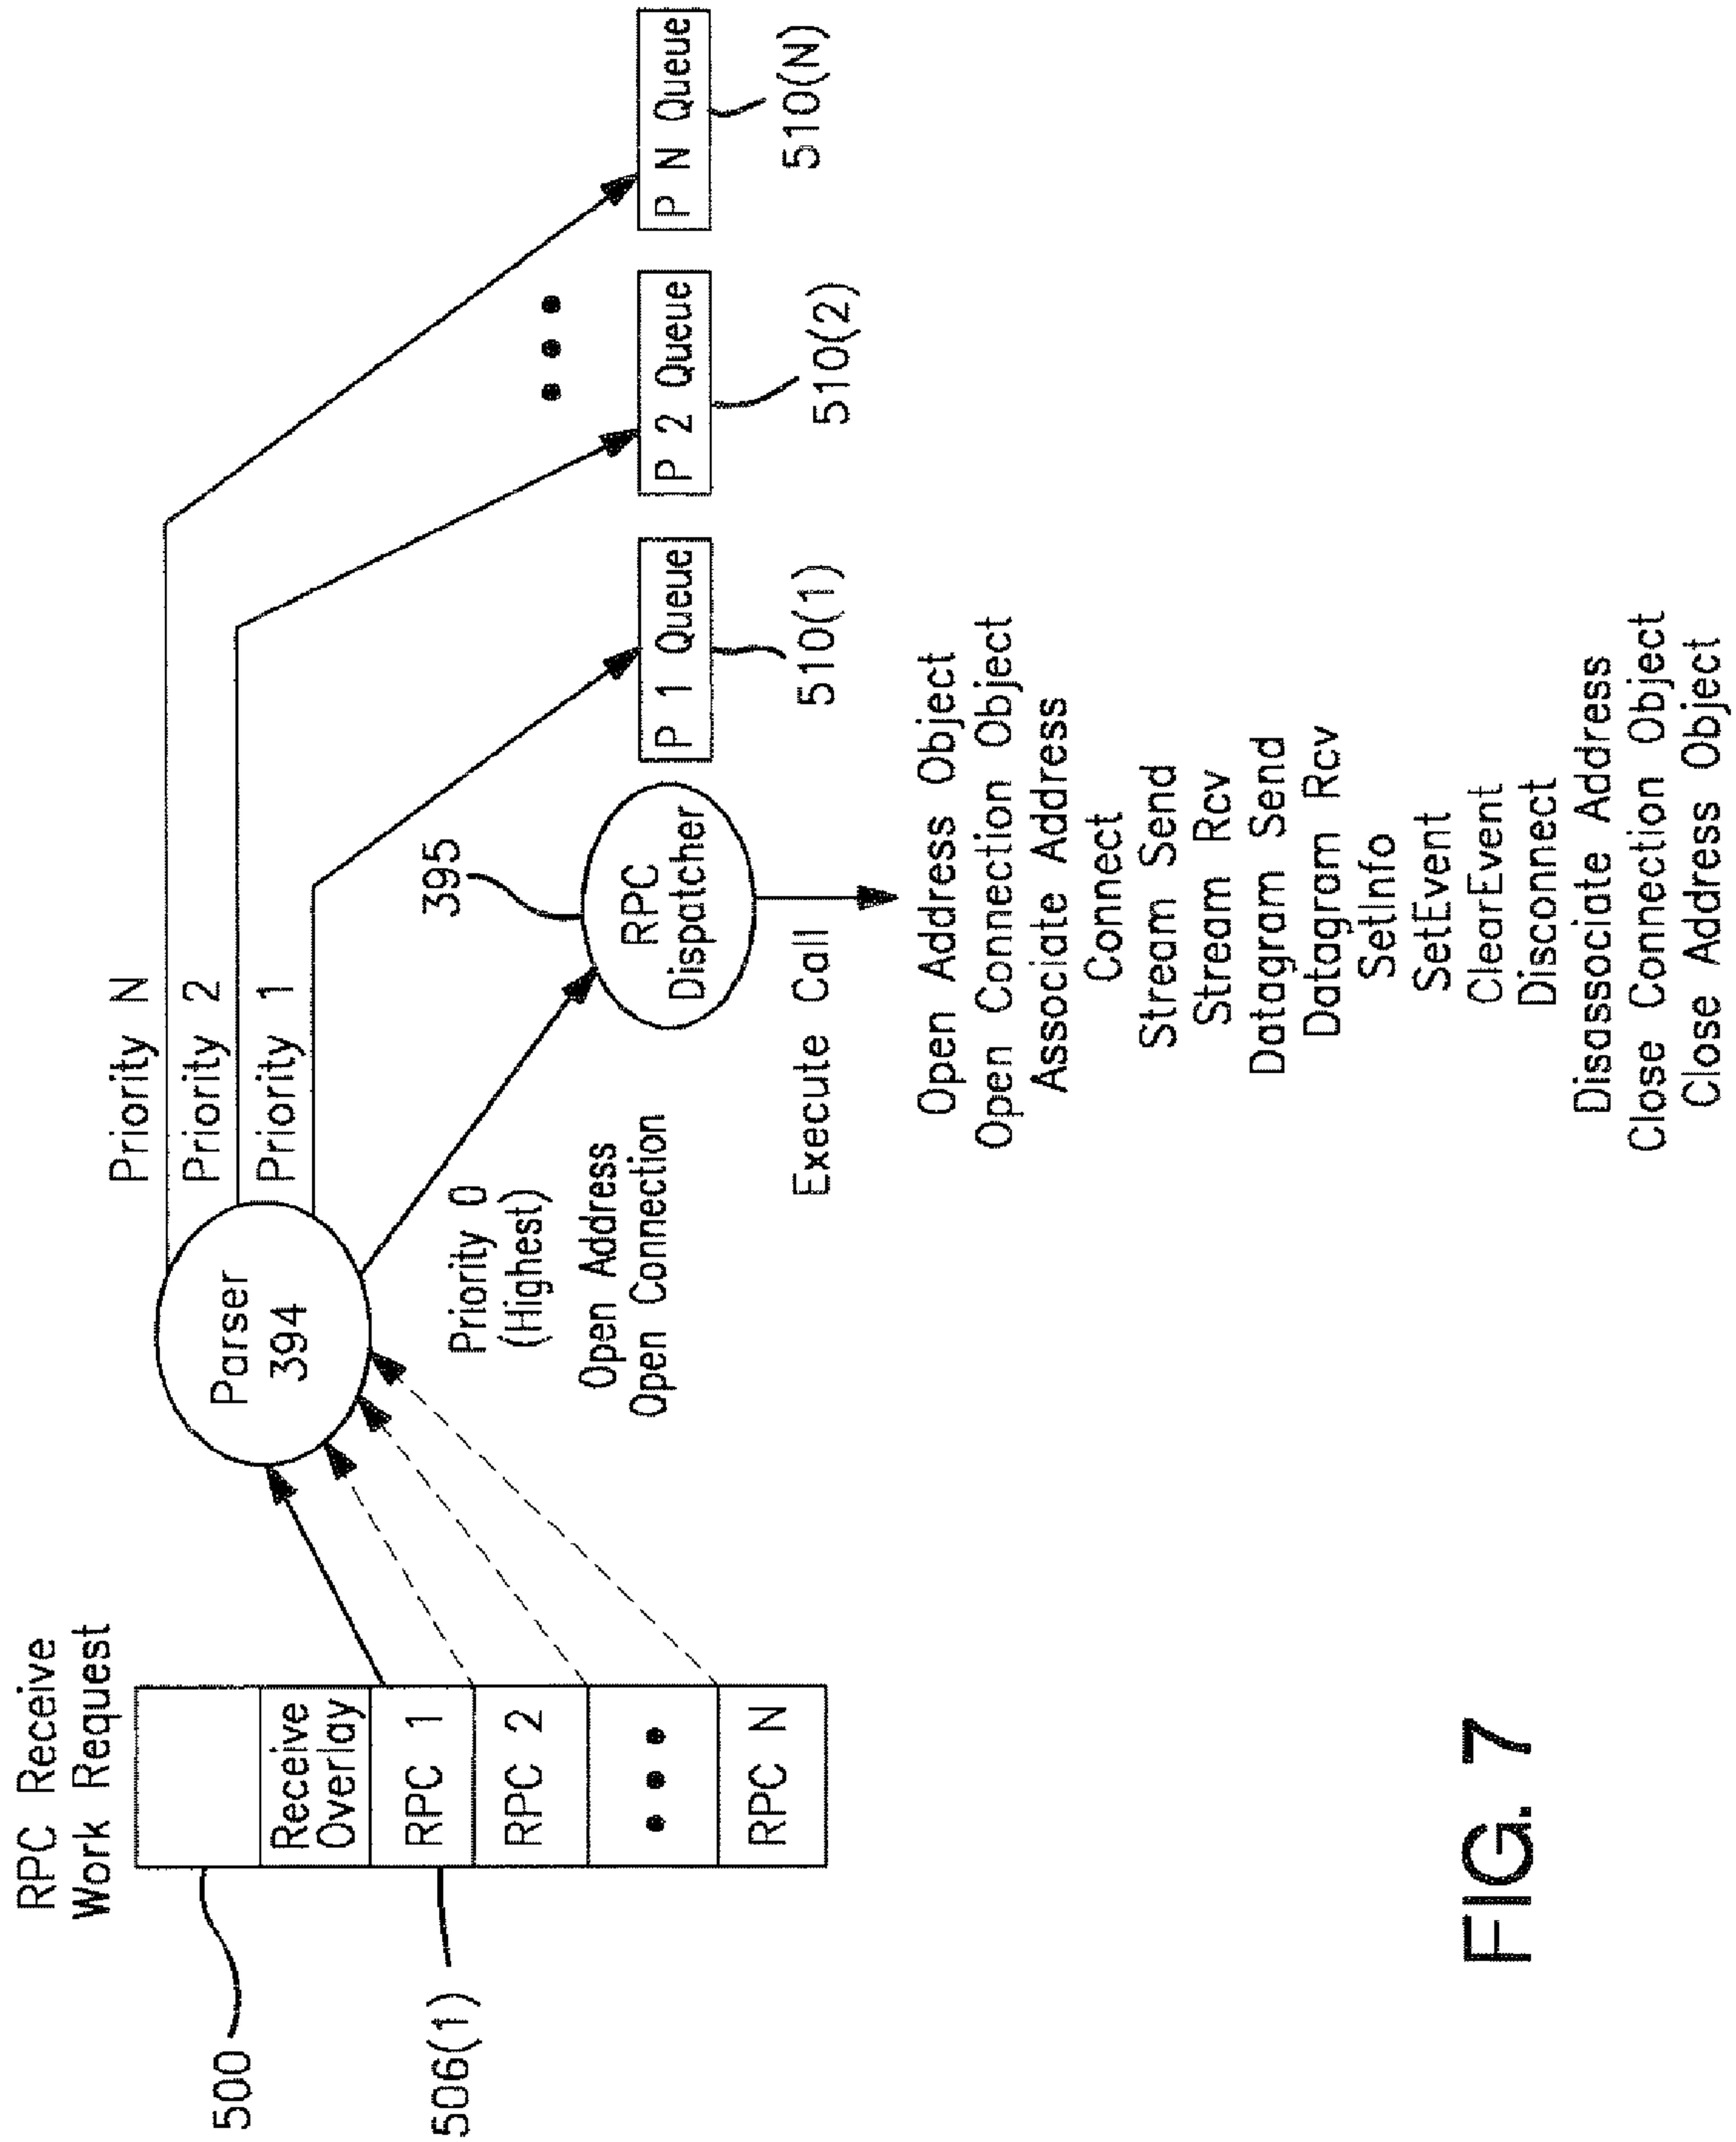 RPC Receive
Work Request
500
Receive
Overlay
506(1)
RPC 1
RPC 2
RPC N
Parser
394
Priority N
Priority 2
Priority 1
Priority 0
(Highest)
Open Address
Open Connection
395
RPC
Dispatcher
P 1 Queue
510(1)
P 2 Queue
510(2)
P N Queue
510(N)
Execute Call
Open Address Object
Open Connection Object
Associate Address
Connect
Stream Send
Stream Rcv
Datagram Send
Datagram Rcv
SetInfo
SetEvent
ClearEvent
Disconnect
Disassociate Address
Close Connection Object
Close Address Object
FIG. 7